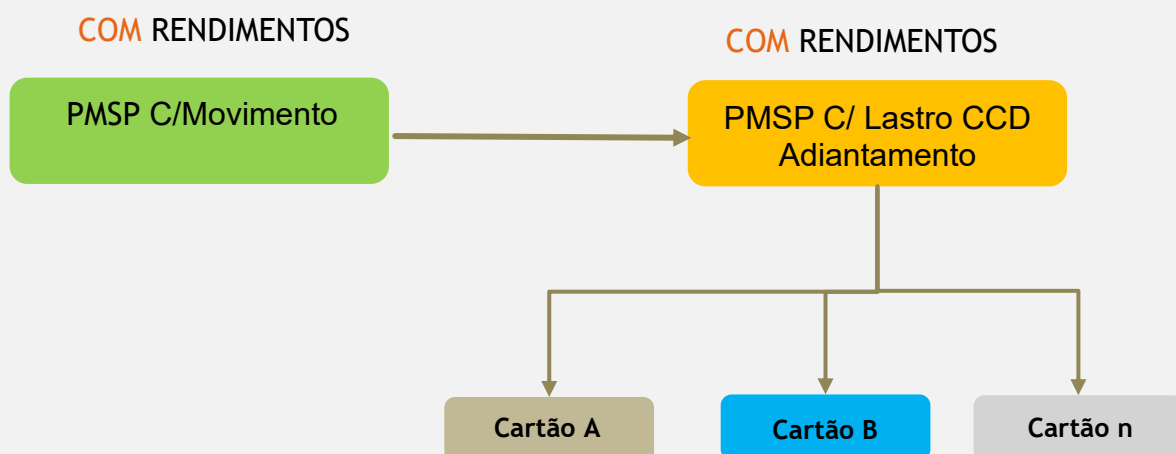 COM RENDIMENTOS
COM RENDIMENTOS
PMSP C/Movimento
PMSP C/ Lastro CCD
Adiantamento
Cartão A
Cartão B
Cartão n